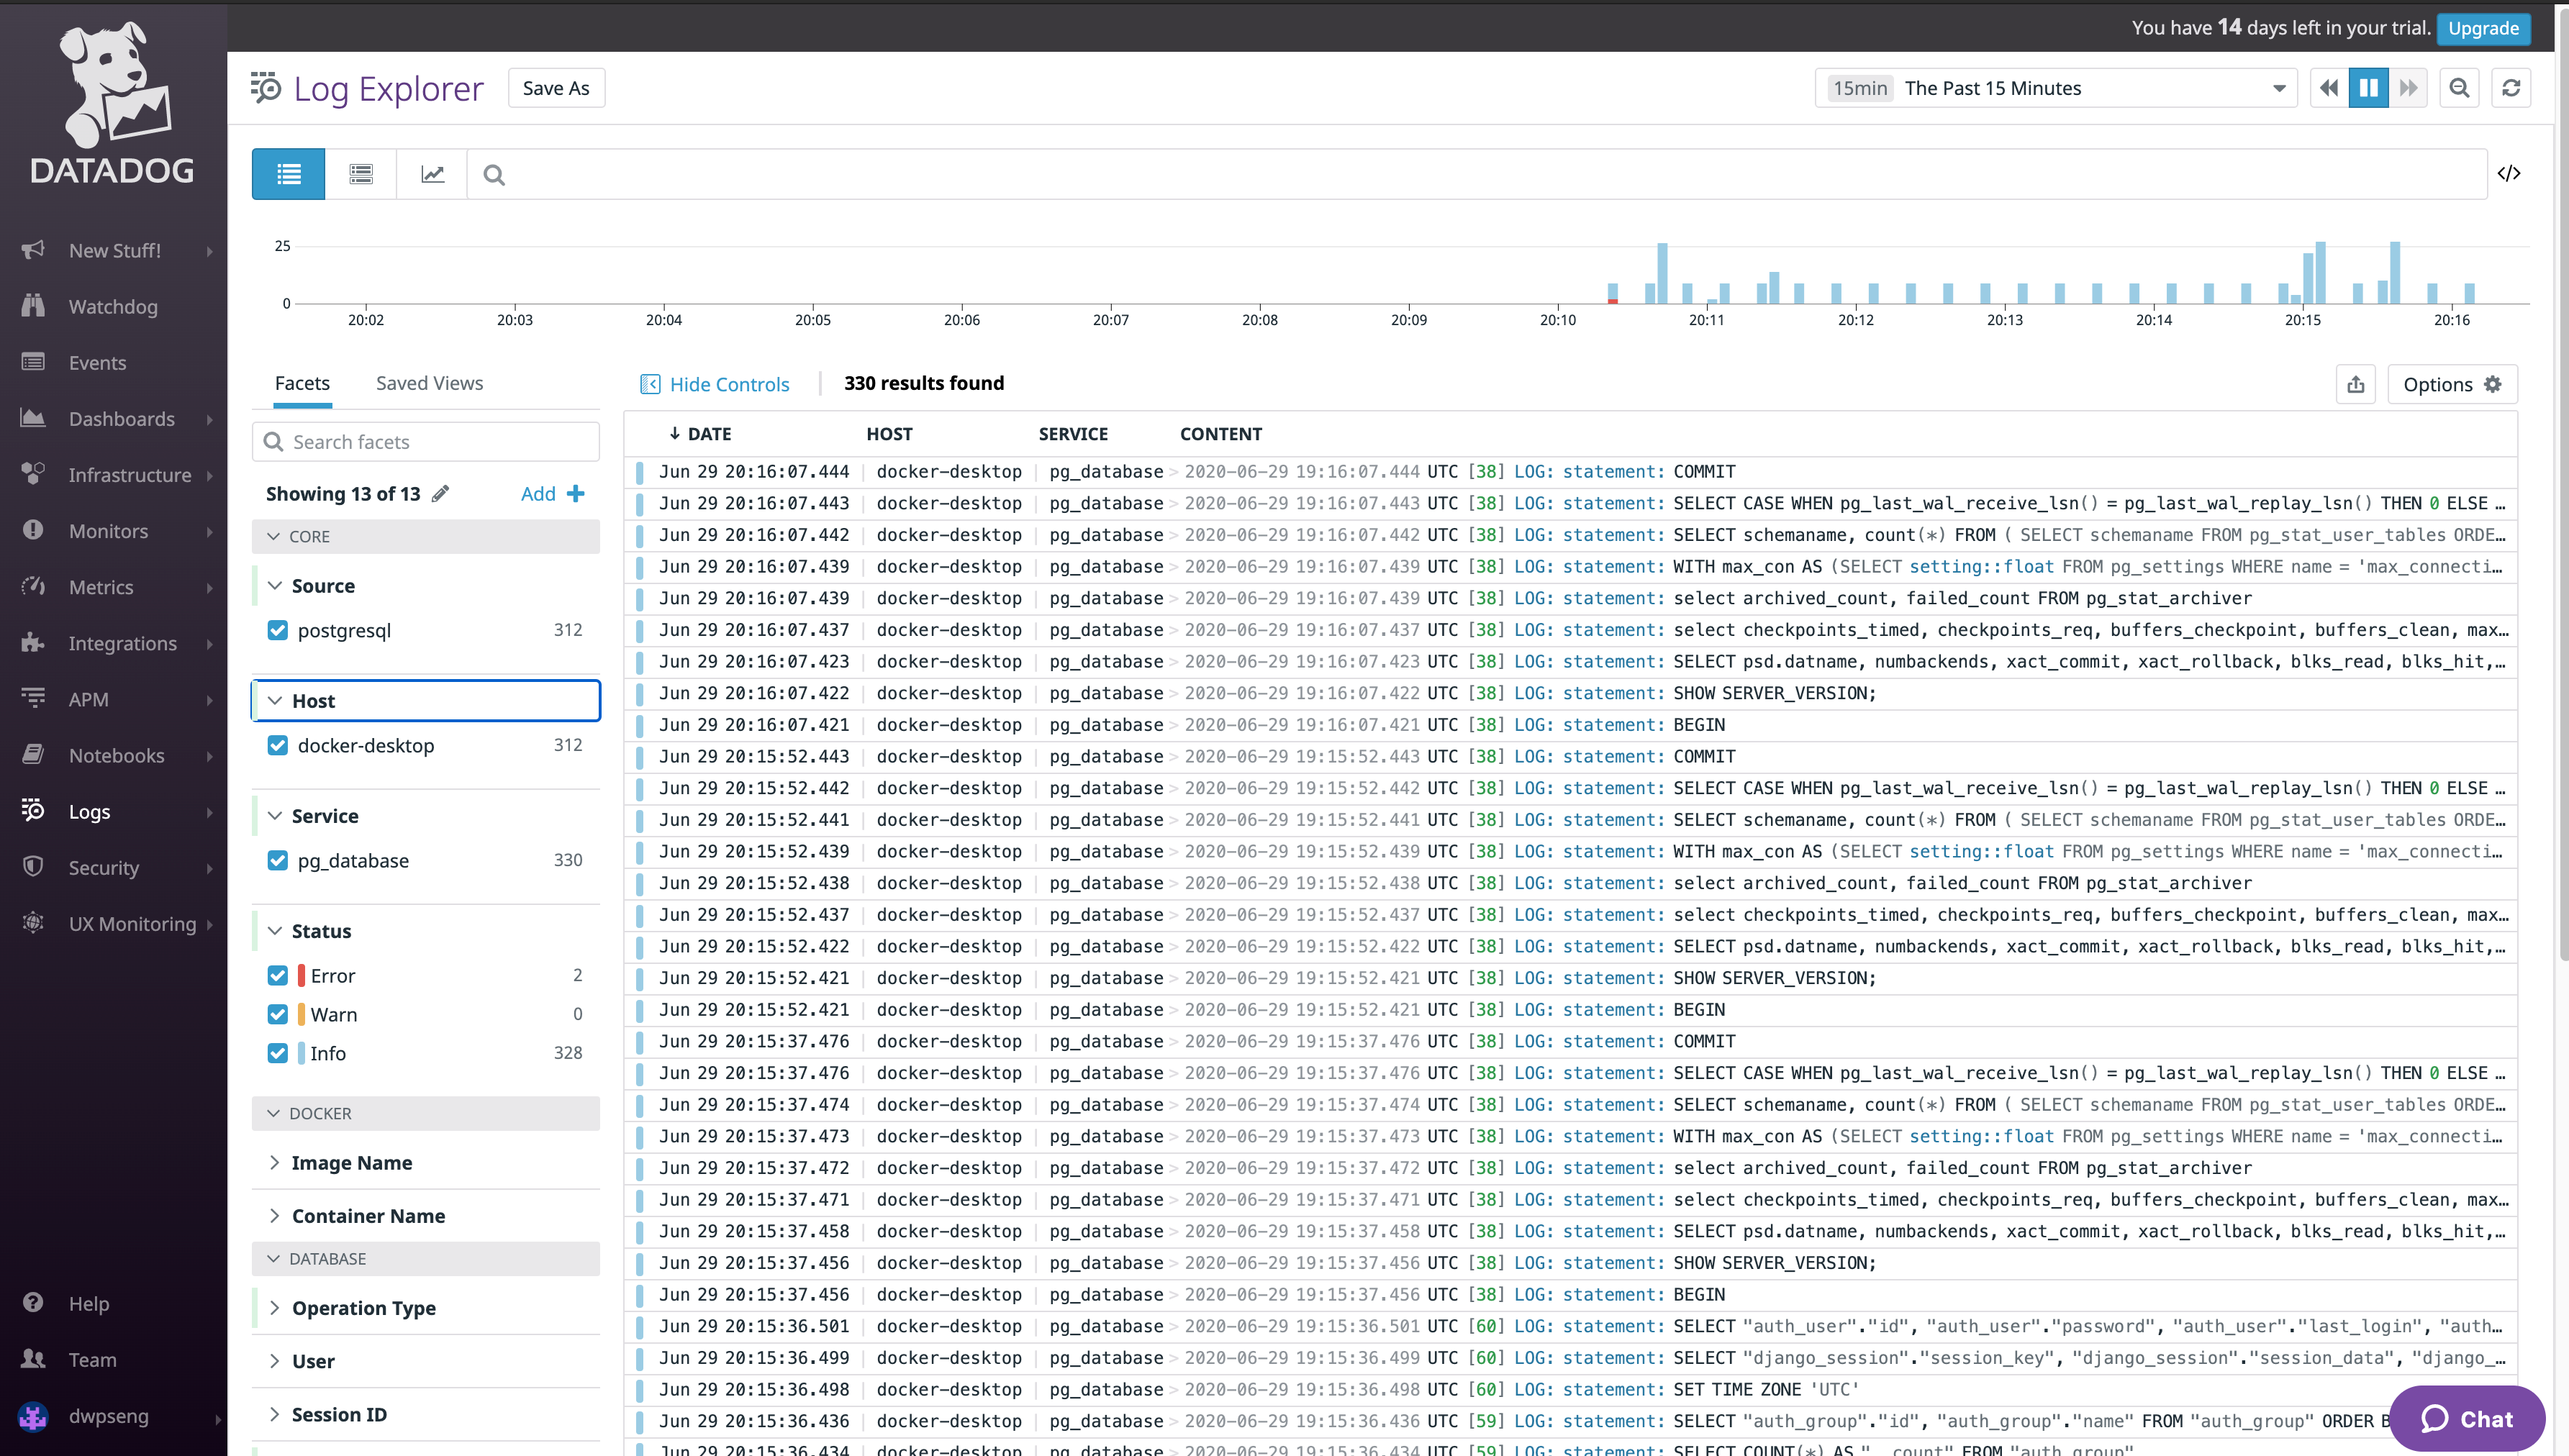 You have 14 days left in your trial. Upgrade
DATADOG
New Stuff!
Watchdog
Events
Dashboards
Infrastructure
Monitors
Metrics
Integrations
APM
Notebooks
Logs
Security
UX Monitoring
Help
Team
dwpseng
Log Explorer Save As 15min The Past 15 Minutes
</>
25
0
20:02 20:03 20:04 20:05 20:06 20:07 20:08 20:09 20:10 20:11 20:12 20:13 20:14 20:15 20:16
Facets Saved Views
Search facets
Showing 13 of 13 Add
CORE
Source
postgresql 312
Host
docker-desktop 312
Service
pg_database 330
Status
Error 2
Warn 0
Info 328
DOCKER
Image Name
Container Name
DATABASE
Operation Type
User
Session ID
Hide Controls 330 results found Options
DATE HOST SERVICE CONTENT
Jun 29 20:16:07.444 docker-desktop pg_database 2020-06-29 19:16:07.444 UTC [38] LOG: statement: COMMIT
Jun 29 20:16:07.443 docker-desktop pg_database 2020-06-29 19:16:07.443 UTC [38] LOG: statement: SELECT CASE WHEN pg_last_wal_receive_lsn() = pg_last_wal_replay_lsn() THEN 0 ELSE …
Jun 29 20:16:07.442 docker-desktop pg_database 2020-06-29 19:16:07.442 UTC [38] LOG: statement: SELECT schemaname, count(*) FROM ( SELECT schemaname FROM pg_stat_user_tables ORDE…
Jun 29 20:16:07.439 docker-desktop pg_database 2020-06-29 19:16:07.439 UTC [38] LOG: statement: WITH max_con AS (SELECT setting::float FROM pg_settings WHERE name = 'max_connecti…
Jun 29 20:16:07.439 docker-desktop pg_database 2020-06-29 19:16:07.439 UTC [38] LOG: statement: select archived_count, failed_count FROM pg_stat_archiver
Jun 29 20:16:07.437 docker-desktop pg_database 2020-06-29 19:16:07.437 UTC [38] LOG: statement: select checkpoints_timed, checkpoints_req, buffers_checkpoint, buffers_clean, max…
Jun 29 20:16:07.423 docker-desktop pg_database 2020-06-29 19:16:07.423 UTC [38] LOG: statement: SELECT psd.datname, numbackends, xact_commit, xact_rollback, blks_read, blks_hit,…
Jun 29 20:16:07.422 docker-desktop pg_database 2020-06-29 19:16:07.422 UTC [38] LOG: statement: SHOW SERVER_VERSION;
Jun 29 20:16:07.421 docker-desktop pg_database 2020-06-29 19:16:07.421 UTC [38] LOG: statement: BEGIN
Jun 29 20:15:52.443 docker-desktop pg_database 2020-06-29 19:15:52.443 UTC [38] LOG: statement: COMMIT
Jun 29 20:15:52.442 docker-desktop pg_database 2020-06-29 19:15:52.442 UTC [38] LOG: statement: SELECT CASE WHEN pg_last_wal_receive_lsn() = pg_last_wal_replay_lsn() THEN 0 ELSE …
Jun 29 20:15:52.441 docker-desktop pg_database 2020-06-29 19:15:52.441 UTC [38] LOG: statement: SELECT schemaname, count(*) FROM ( SELECT schemaname FROM pg_stat_user_tables ORDE…
Jun 29 20:15:52.439 docker-desktop pg_database 2020-06-29 19:15:52.439 UTC [38] LOG: statement: WITH max_con AS (SELECT setting::float FROM pg_settings WHERE name = 'max_connecti…
Jun 29 20:15:52.438 docker-desktop pg_database 2020-06-29 19:15:52.438 UTC [38] LOG: statement: select archived_count, failed_count FROM pg_stat_archiver
Jun 29 20:15:52.437 docker-desktop pg_database 2020-06-29 19:15:52.437 UTC [38] LOG: statement: select checkpoints_timed, checkpoints_req, buffers_checkpoint, buffers_clean, max…
Jun 29 20:15:52.422 docker-desktop pg_database 2020-06-29 19:15:52.422 UTC [38] LOG: statement: SELECT psd.datname, numbackends, xact_commit, xact_rollback, blks_read, blks_hit,…
Jun 29 20:15:52.421 docker-desktop pg_database 2020-06-29 19:15:52.421 UTC [38] LOG: statement: SHOW SERVER_VERSION;
Jun 29 20:15:52.421 docker-desktop pg_database 2020-06-29 19:15:52.421 UTC [38] LOG: statement: BEGIN
Jun 29 20:15:37.476 docker-desktop pg_database 2020-06-29 19:15:37.476 UTC [38] LOG: statement: COMMIT
Jun 29 20:15:37.476 docker-desktop pg_database 2020-06-29 19:15:37.476 UTC [38] LOG: statement: SELECT CASE WHEN pg_last_wal_receive_lsn() = pg_last_wal_replay_lsn() THEN 0 ELSE …
Jun 29 20:15:37.474 docker-desktop pg_database 2020-06-29 19:15:37.474 UTC [38] LOG: statement: SELECT schemaname, count(*) FROM ( SELECT schemaname FROM pg_stat_user_tables ORDE…
Jun 29 20:15:37.473 docker-desktop pg_database 2020-06-29 19:15:37.473 UTC [38] LOG: statement: WITH max_con AS (SELECT setting::float FROM pg_settings WHERE name = 'max_connecti…
Jun 29 20:15:37.472 docker-desktop pg_database 2020-06-29 19:15:37.472 UTC [38] LOG: statement: select archived_count, failed_count FROM pg_stat_archiver
Jun 29 20:15:37.471 docker-desktop pg_database 2020-06-29 19:15:37.471 UTC [38] LOG: statement: select checkpoints_timed, checkpoints_req, buffers_checkpoint, buffers_clean, max…
Jun 29 20:15:37.458 docker-desktop pg_database 2020-06-29 19:15:37.458 UTC [38] LOG: statement: SELECT psd.datname, numbackends, xact_commit, xact_rollback, blks_read, blks_hit,…
Jun 29 20:15:37.456 docker-desktop pg_database 2020-06-29 19:15:37.456 UTC [38] LOG: statement: SHOW SERVER_VERSION;
Jun 29 20:15:37.456 docker-desktop pg_database 2020-06-29 19:15:37.456 UTC [38] LOG: statement: BEGIN
Jun 29 20:15:36.501 docker-desktop pg_database 2020-06-29 19:15:36.501 UTC [60] LOG: statement: SELECT "auth_user"."id", "auth_user"."password", "auth_user"."last_login", "auth…
Jun 29 20:15:36.499 docker-desktop pg_database 2020-06-29 19:15:36.499 UTC [60] LOG: statement: SELECT "django_session"."session_key", "django_session"."session_data", "django_…
Jun 29 20:15:36.498 docker-desktop pg_database 2020-06-29 19:15:36.498 UTC [60] LOG: statement: SET TIME ZONE 'UTC'
Jun 29 20:15:36.436 docker-desktop pg_database 2020-06-29 19:15:36.436 UTC [59] LOG: statement: SELECT "auth_group"."id", "auth_group"."name" FROM "auth_group" ORDER B
Jun 29 20:15:36.434 docker-desktop pg_database 2020-06-29 19:15:36.434 UTC [59] LOG: statement: SELECT COUNT(*) AS "__count" FROM "auth_group"
Chat